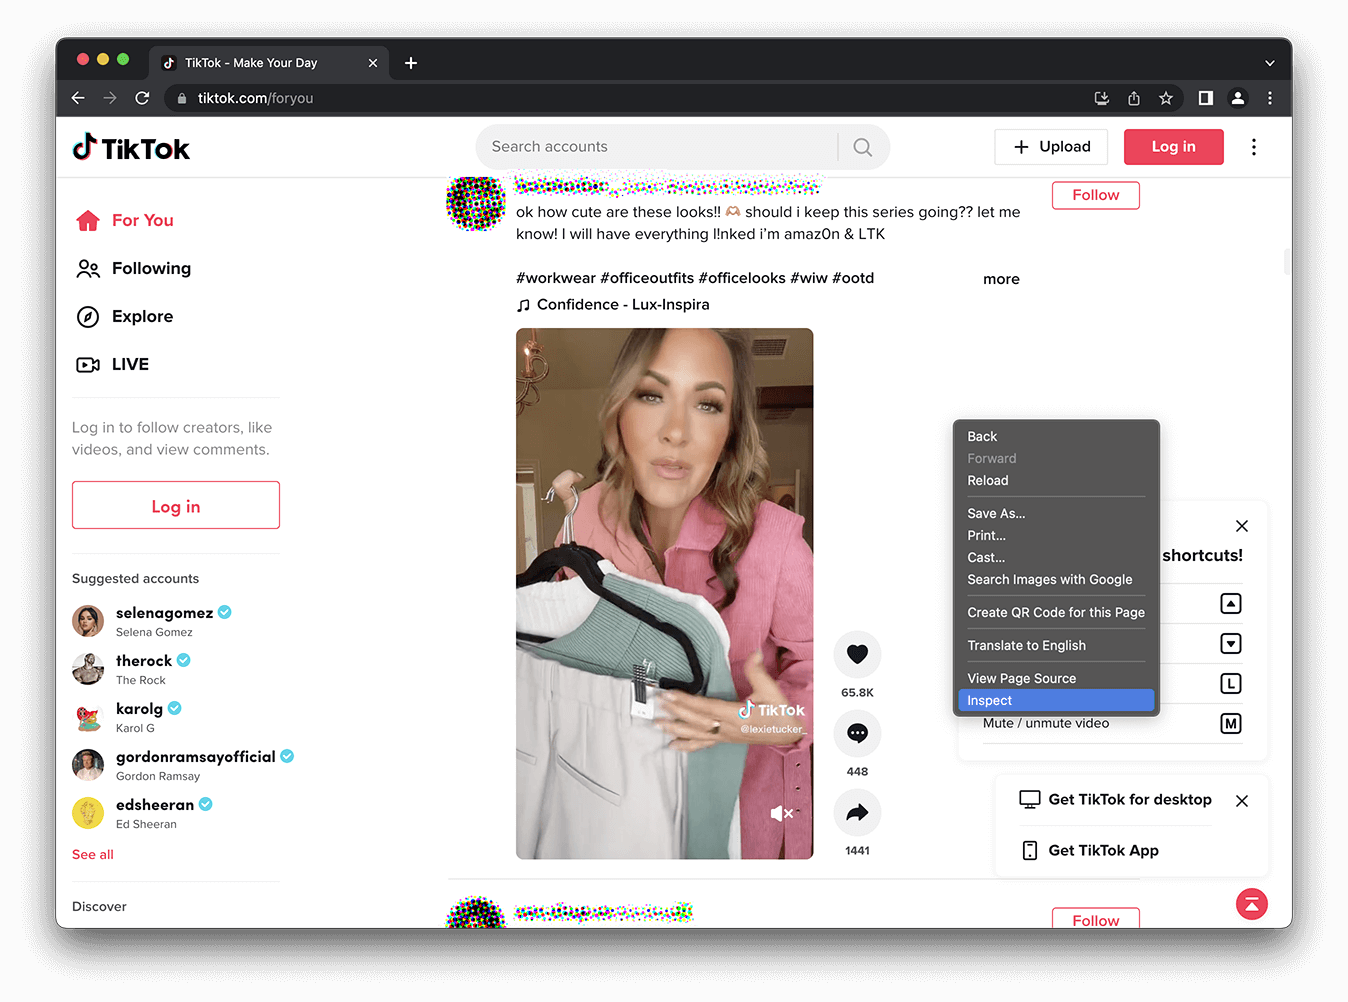 TikTok - Make Your Day
tiktok.com/foryou
TikTok
Search accounts
Upload
Log in
For You
Following
Explore
LIVE
Log in to follow creators, like
videos, and view comments.
Log in
Suggested accounts
selenagomez
Selena Gomez
therock
The Rock
karolg
Karol G
gordonramsayofficial
Gordon Ramsay
edsheeran
Ed Sheeran
See all
Discover
Follow
ok how cute are these looks!! 🫶🏼 should i keep this series going?? let me
know! I will have everything l!nked i’m amaz0n & LTK
#workwear #officeoutfits #officelooks #wiw #ootd
more
Confidence - Lux-Inspira
TikTok
@lexietucker_
65.8K
448
1441
Back
Forward
Reload
Save As...
Print...
Cast...
Search Images with Google
Create QR Code for this Page
Translate to English
View Page Source
Inspect
shortcuts!
L
Mute / unmute video
M
Get TikTok for desktop
Get TikTok App
Follow